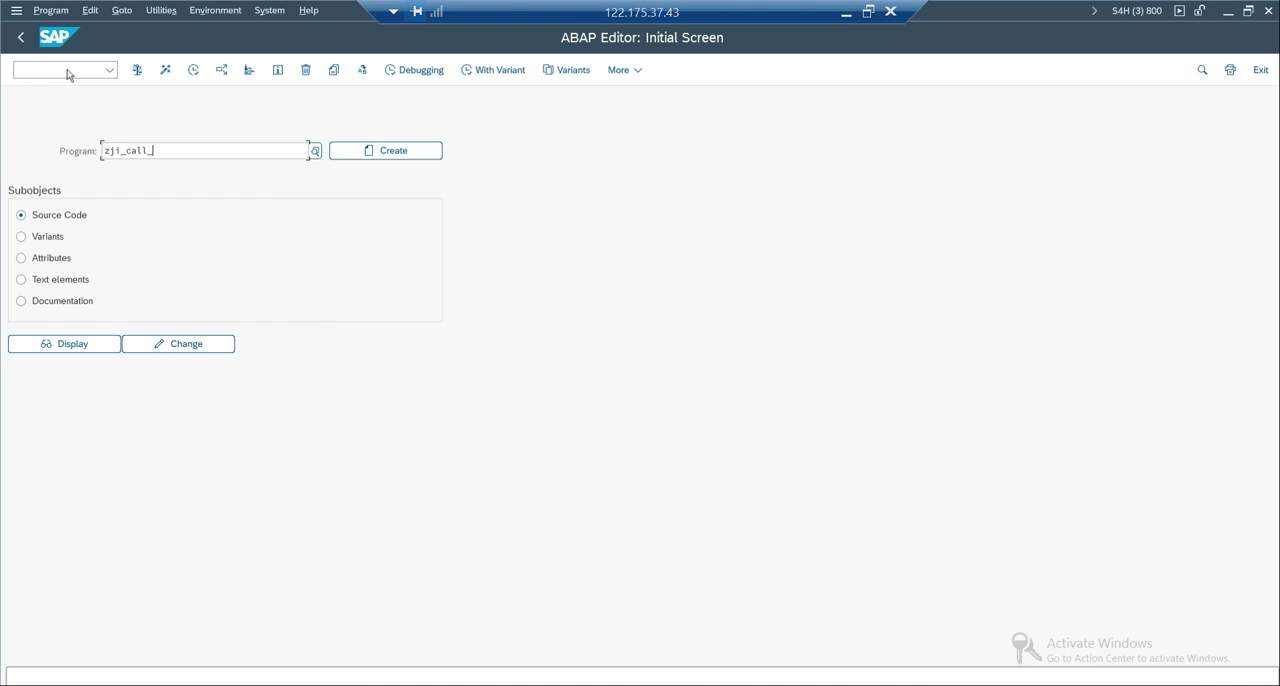 Program Edit Goto Utilities Environment System Help 122.175.37.43 S4H (3) 800
SAP ABAP Editor: Initial Screen
Debugging With Variant Variants More Exit
Program: zji_call_ Create
Subobjects
Source Code
Variants
Attributes
Text elements
Documentation
Display Change
Activate Windows
Go to Action Center to activate Windows.